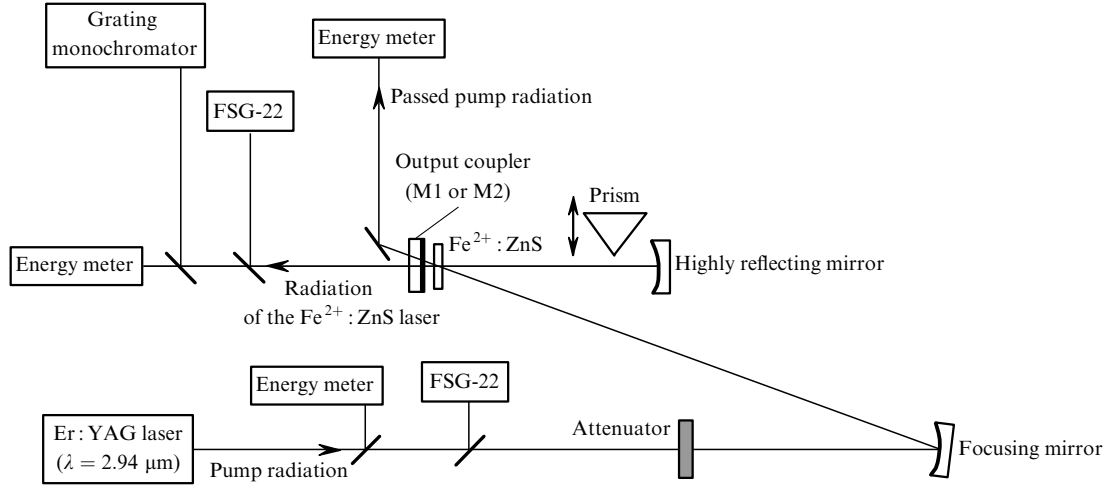 Grating
monochromator
Energy meter
FSG-22
Passed pump radiation
Output coupler
(M1 or M2)
Prism
Fe²⁺ : ZnS
Energy meter
Highly reflecting mirror
Radiation
of the Fe²⁺ : ZnS laser
Energy meter
FSG-22
Er : YAG laser
(λ = 2.94 μm)
Pump radiation
Attenuator
Focusing mirror